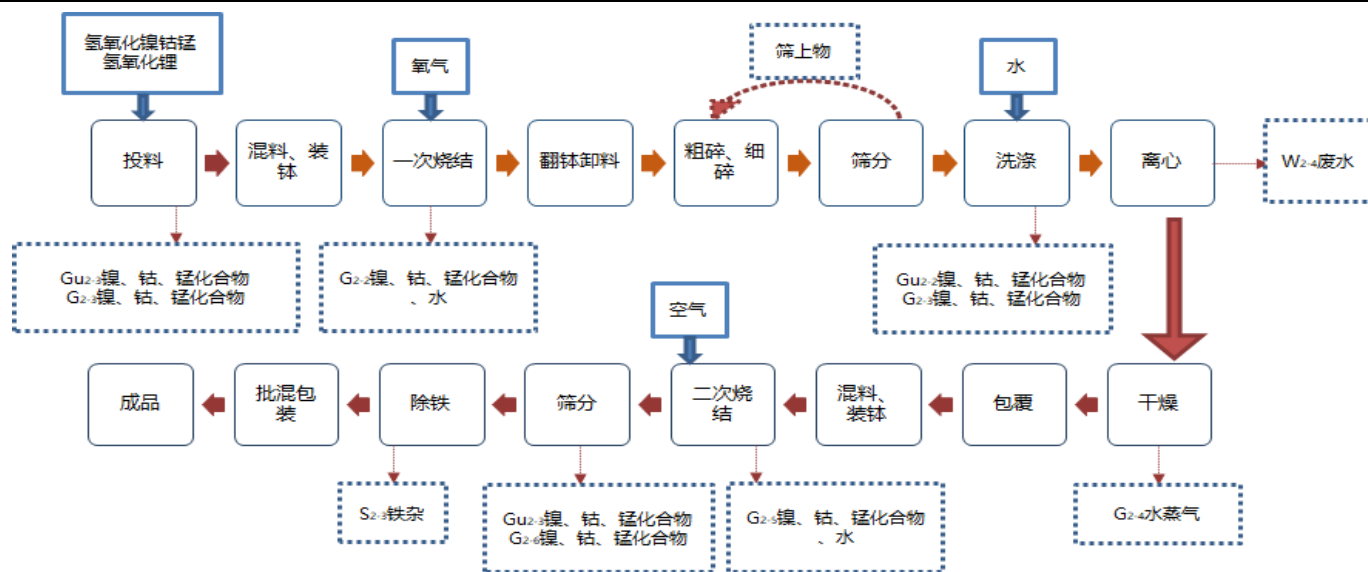 氢氧化镍钴锰
氢氧化锂
氧气
筛上物
水
投料
混料、装
钵
一次烧结
翻钵卸料
粗碎、细
碎
筛分
洗涤
离心
W₂₋₄废水
Gu₂₋₃镍、钴、锰化合物
G₂₋₃镍、钴、锰化合物
G₂₋₂镍、钴、锰化合物
、水
Gu₂₋₂镍、钴、锰化合物
G₂₋₃镍、钴、锰化合物
空气
成品
批混包
装
除铁
筛分
二次烧
结
混料、
装钵
包覆
干燥
S₂₋₃铁杂
Gu₂₋₃镍、钴、锰化合物
G₂₋₆镍、钴、锰化合物
G₂₋₅镍、钴、锰化合物
、水
G₂₋₄水蒸气